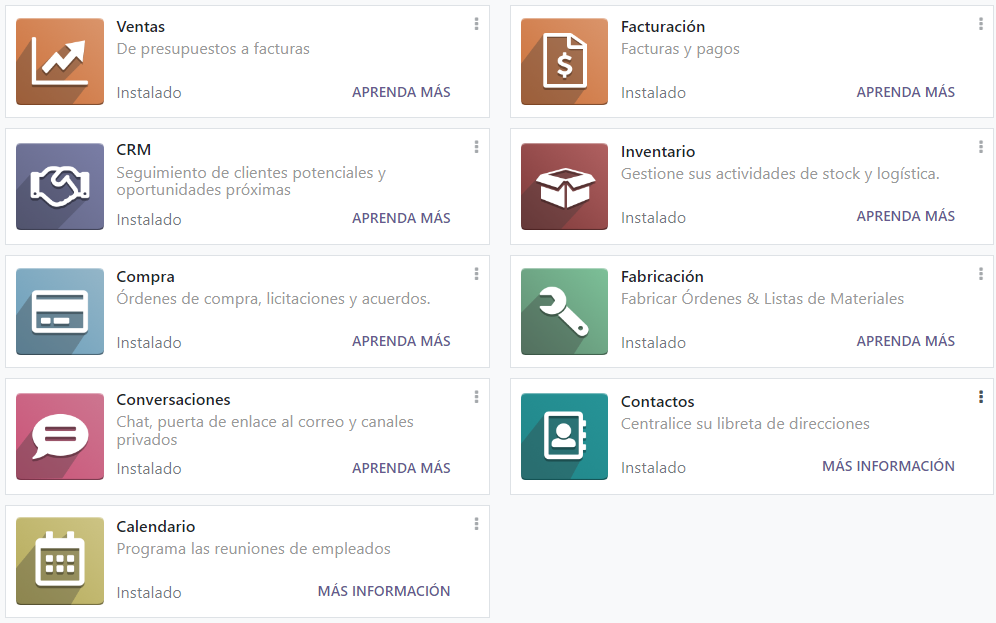 Ventas
De presupuestos a facturas
Instalado
APRENDA MÁS
Facturación
Facturas y pagos
Instalado
APRENDA MÁS
CRM
Seguimiento de clientes potenciales y
oportunidades próximas
Instalado
APRENDA MÁS
Inventario
Gestione sus actividades de stock y logística.
Instalado
APRENDA MÁS
Compra
Órdenes de compra, licitaciones y acuerdos.
Instalado
APRENDA MÁS
Fabricación
Fabricar Órdenes & Listas de Materiales
Instalado
APRENDA MÁS
Conversaciones
Chat, puerta de enlace al correo y canales
privados
Instalado
APRENDA MÁS
Contactos
Centralice su libreta de direcciones
Instalado
MÁS INFORMACIÓN
Calendario
Programa las reuniones de empleados
Instalado
MÁS INFORMACIÓN